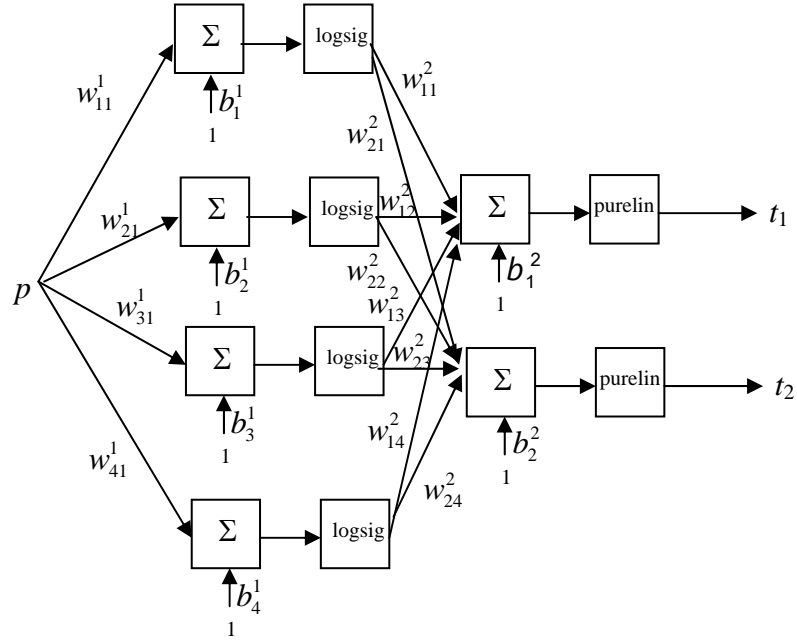 Σ
logsig
w¹₁₁
w²₁₁
b¹₁
1
w²₂₁
Σ
logsig
w²₁₂
Σ
purelin
t₁
w¹₂₁
b¹₂
1
w²₂₂
b²₁
1
p
w¹₃₁
w²₁₃
Σ
logsig
w²₂₃
Σ
purelin
t₂
b¹₃
1
w²₁₄
b²₂
1
w¹₄₁
w²₂₄
Σ
logsig
b¹₄
1